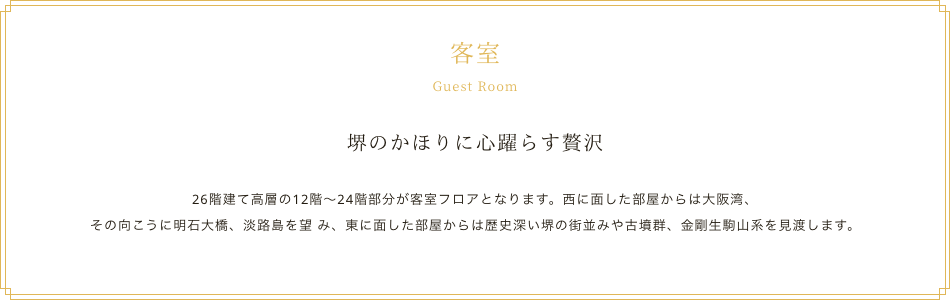 客室
Guest Room
堺のかほりに心躍らす贅沢
26階建て高層の12階～24階部分が客室フロアとなります。西に面した部屋からは大阪湾、
その向こうに明石大橋、淡路島を望 み、東に面した部屋からは歴史深い堺の街並みや古墳群、金剛生駒山系を見渡します。